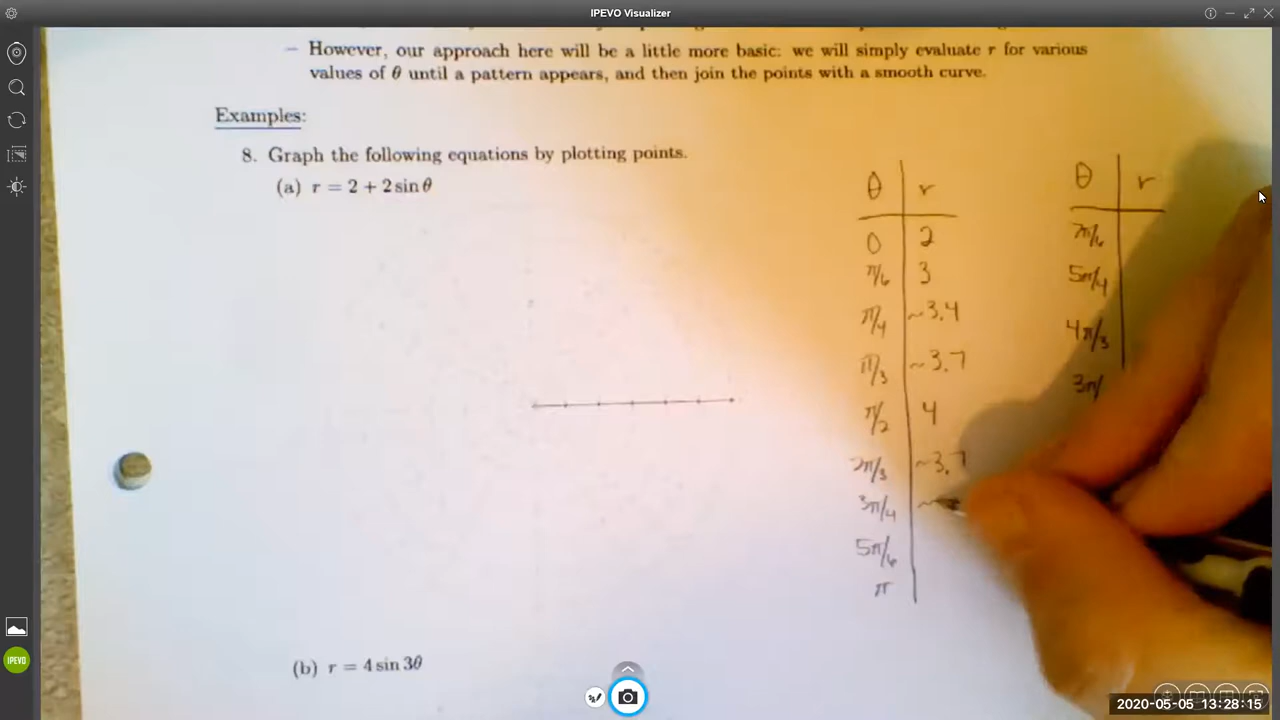 IPEVO Visualizer
– However, our approach here will be a little more basic: we will simply evaluate r for various
values of θ until a pattern appears, and then join the points with a smooth curve.
Examples:
8. Graph the following equations by plotting points.
(a) r = 2 + 2 sin θ
θ r
0 2
π/6 3
π/4 ~3.4
π/3 ~3.7
π/2 4
2π/3 ~3.7
3π/4 ~
5π/6
π
θ r
7π/6
5π/4
4π/3
3π/
(b) r = 4 sin 3θ
IPEVO
2020-05-05 13:28:15